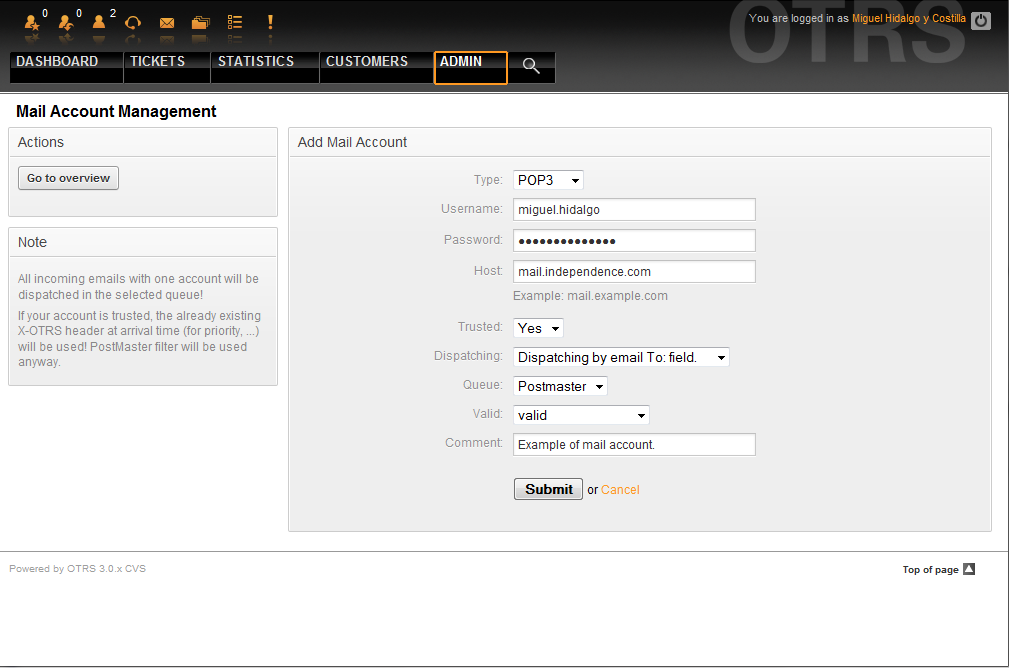 0 0 2
You are logged in as Miguel Hidalgo y Costilla
OTRS
DASHBOARD TICKETS STATISTICS CUSTOMERS ADMIN
Mail Account Management
Actions
Go to overview
Note
All incoming emails with one account will be
dispatched in the selected queue!
If your account is trusted, the already existing
X-OTRS header at arrival time (for priority, ...)
will be used! PostMaster filter will be used
anyway.
Add Mail Account
Type: POP3
Username: miguel.hidalgo
Password: ●●●●●●●●●●●●●●
Host: mail.independence.com
Example: mail.example.com
Trusted: Yes
Dispatching: Dispatching by email To: field.
Queue: Postmaster
Valid: valid
Comment: Example of mail account.
Submit or Cancel
Powered by OTRS 3.0.x CVS
Top of page